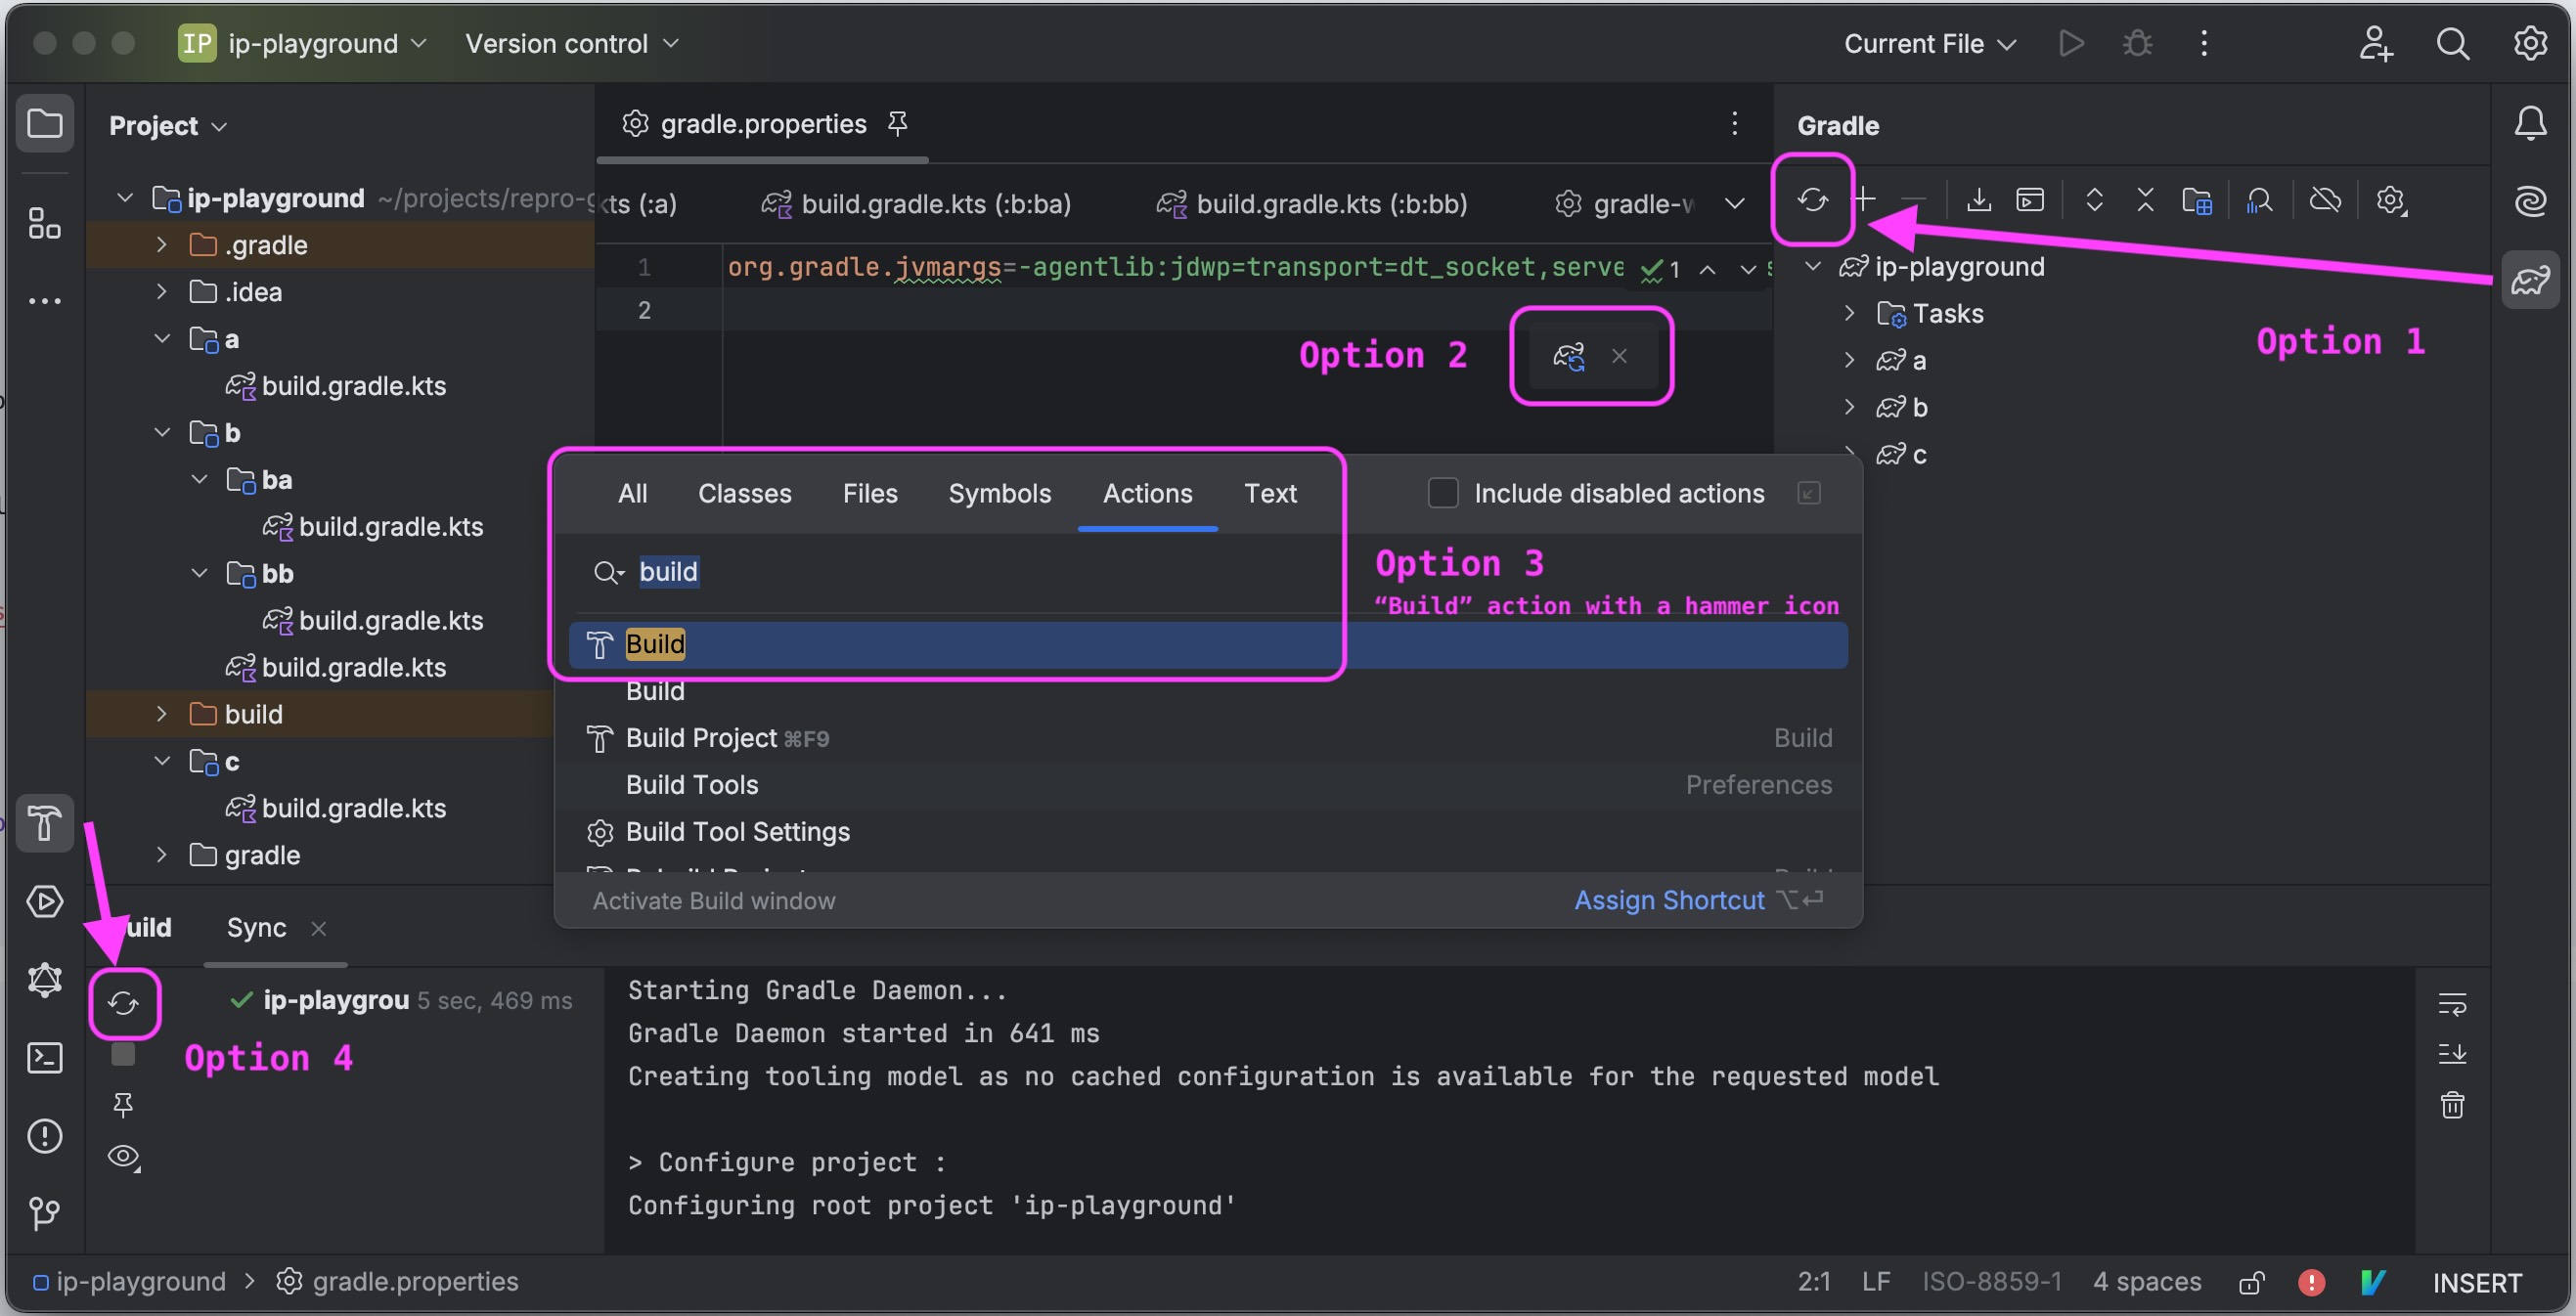 IP ip-playground Version control Current File
Project
gradle.properties
Gradle
ip-playground ~/projects/repro-g
kts (:a) build.gradle.kts (:b:ba) build.gradle.kts (:b:bb) gradle-w
.gradle
.idea
a
build.gradle.kts
b
ba
build.gradle.kts
bb
build.gradle.kts
build.gradle.kts
build
c
build.gradle.kts
gradle
1 org.gradle.jvmargs=-agentlib:jdwp=transport=dt_socket,serve 1
2
Option 2
ip-playground
Tasks
a
b
c
Option 1
All Classes Files Symbols Actions Text Include disabled actions
build
Option 3
“Build” action with a hammer icon
Build
Build
Build Project ⌘F9 Build
Build Tools Preferences
Build Tool Settings
Activate Build window Assign Shortcut ⌥↩
uild Sync
ip-playgrou 5 sec, 469 ms
Option 4
Starting Gradle Daemon...
Gradle Daemon started in 641 ms
Creating tooling model as no cached configuration is available for the requested model
> Configure project :
Configuring root project 'ip-playground'
ip-playground > gradle.properties 2:1 LF ISO-8859-1 4 spaces INSERT